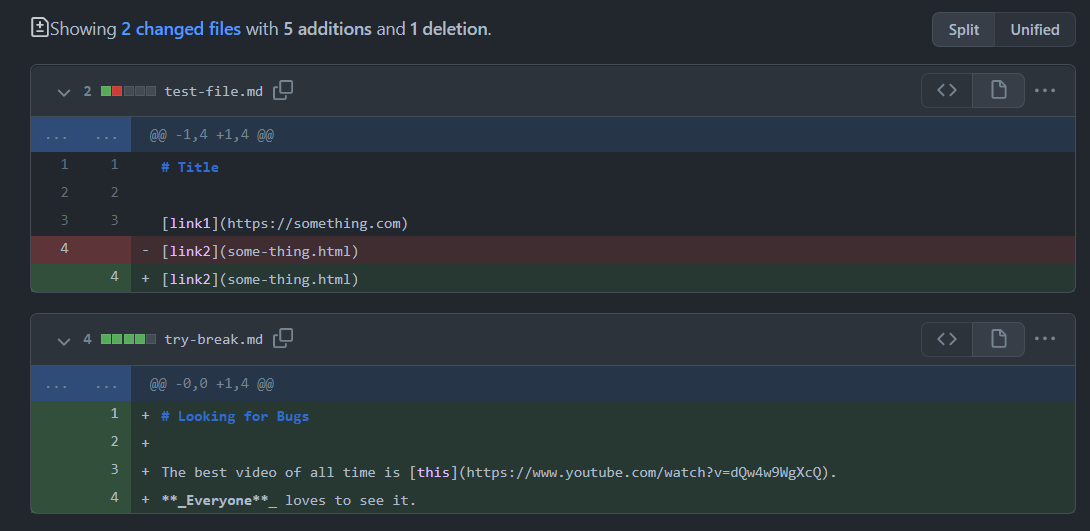 Showing 2 changed files with 5 additions and 1 deletion.
Split Unified
2 test-file.md
... ... @@ -1,4 +1,4 @@
1 1 # Title
2 2
3 3 [link1](https://something.com)
4 - [link2](some-thing.html)
4 + [link2](some-thing.html)
4 try-break.md
... ... @@ -0,0 +1,4 @@
1 + # Looking for Bugs
2 +
3 + The best video of all time is [this](https://www.youtube.com/watch?v=dQw4w9WgXcQ).
4 + **_Everyone**_ loves to see it.